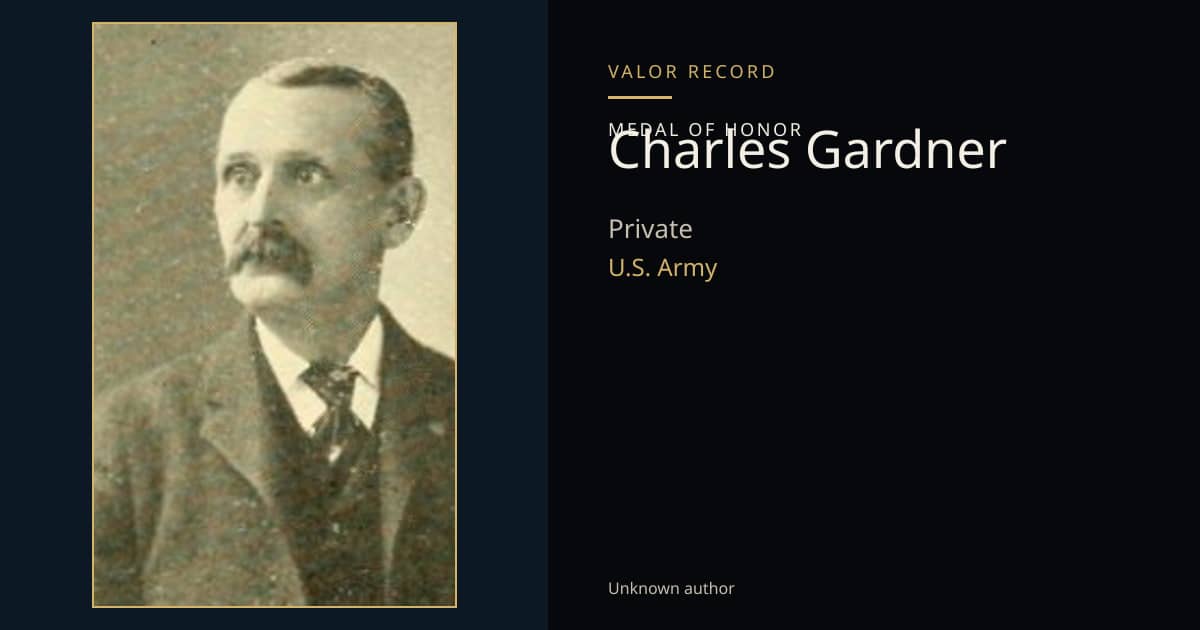 VALOR RECORD
MEDAL OF HONOR
Charles Gardner
Private
U.S. Army
Unknown author